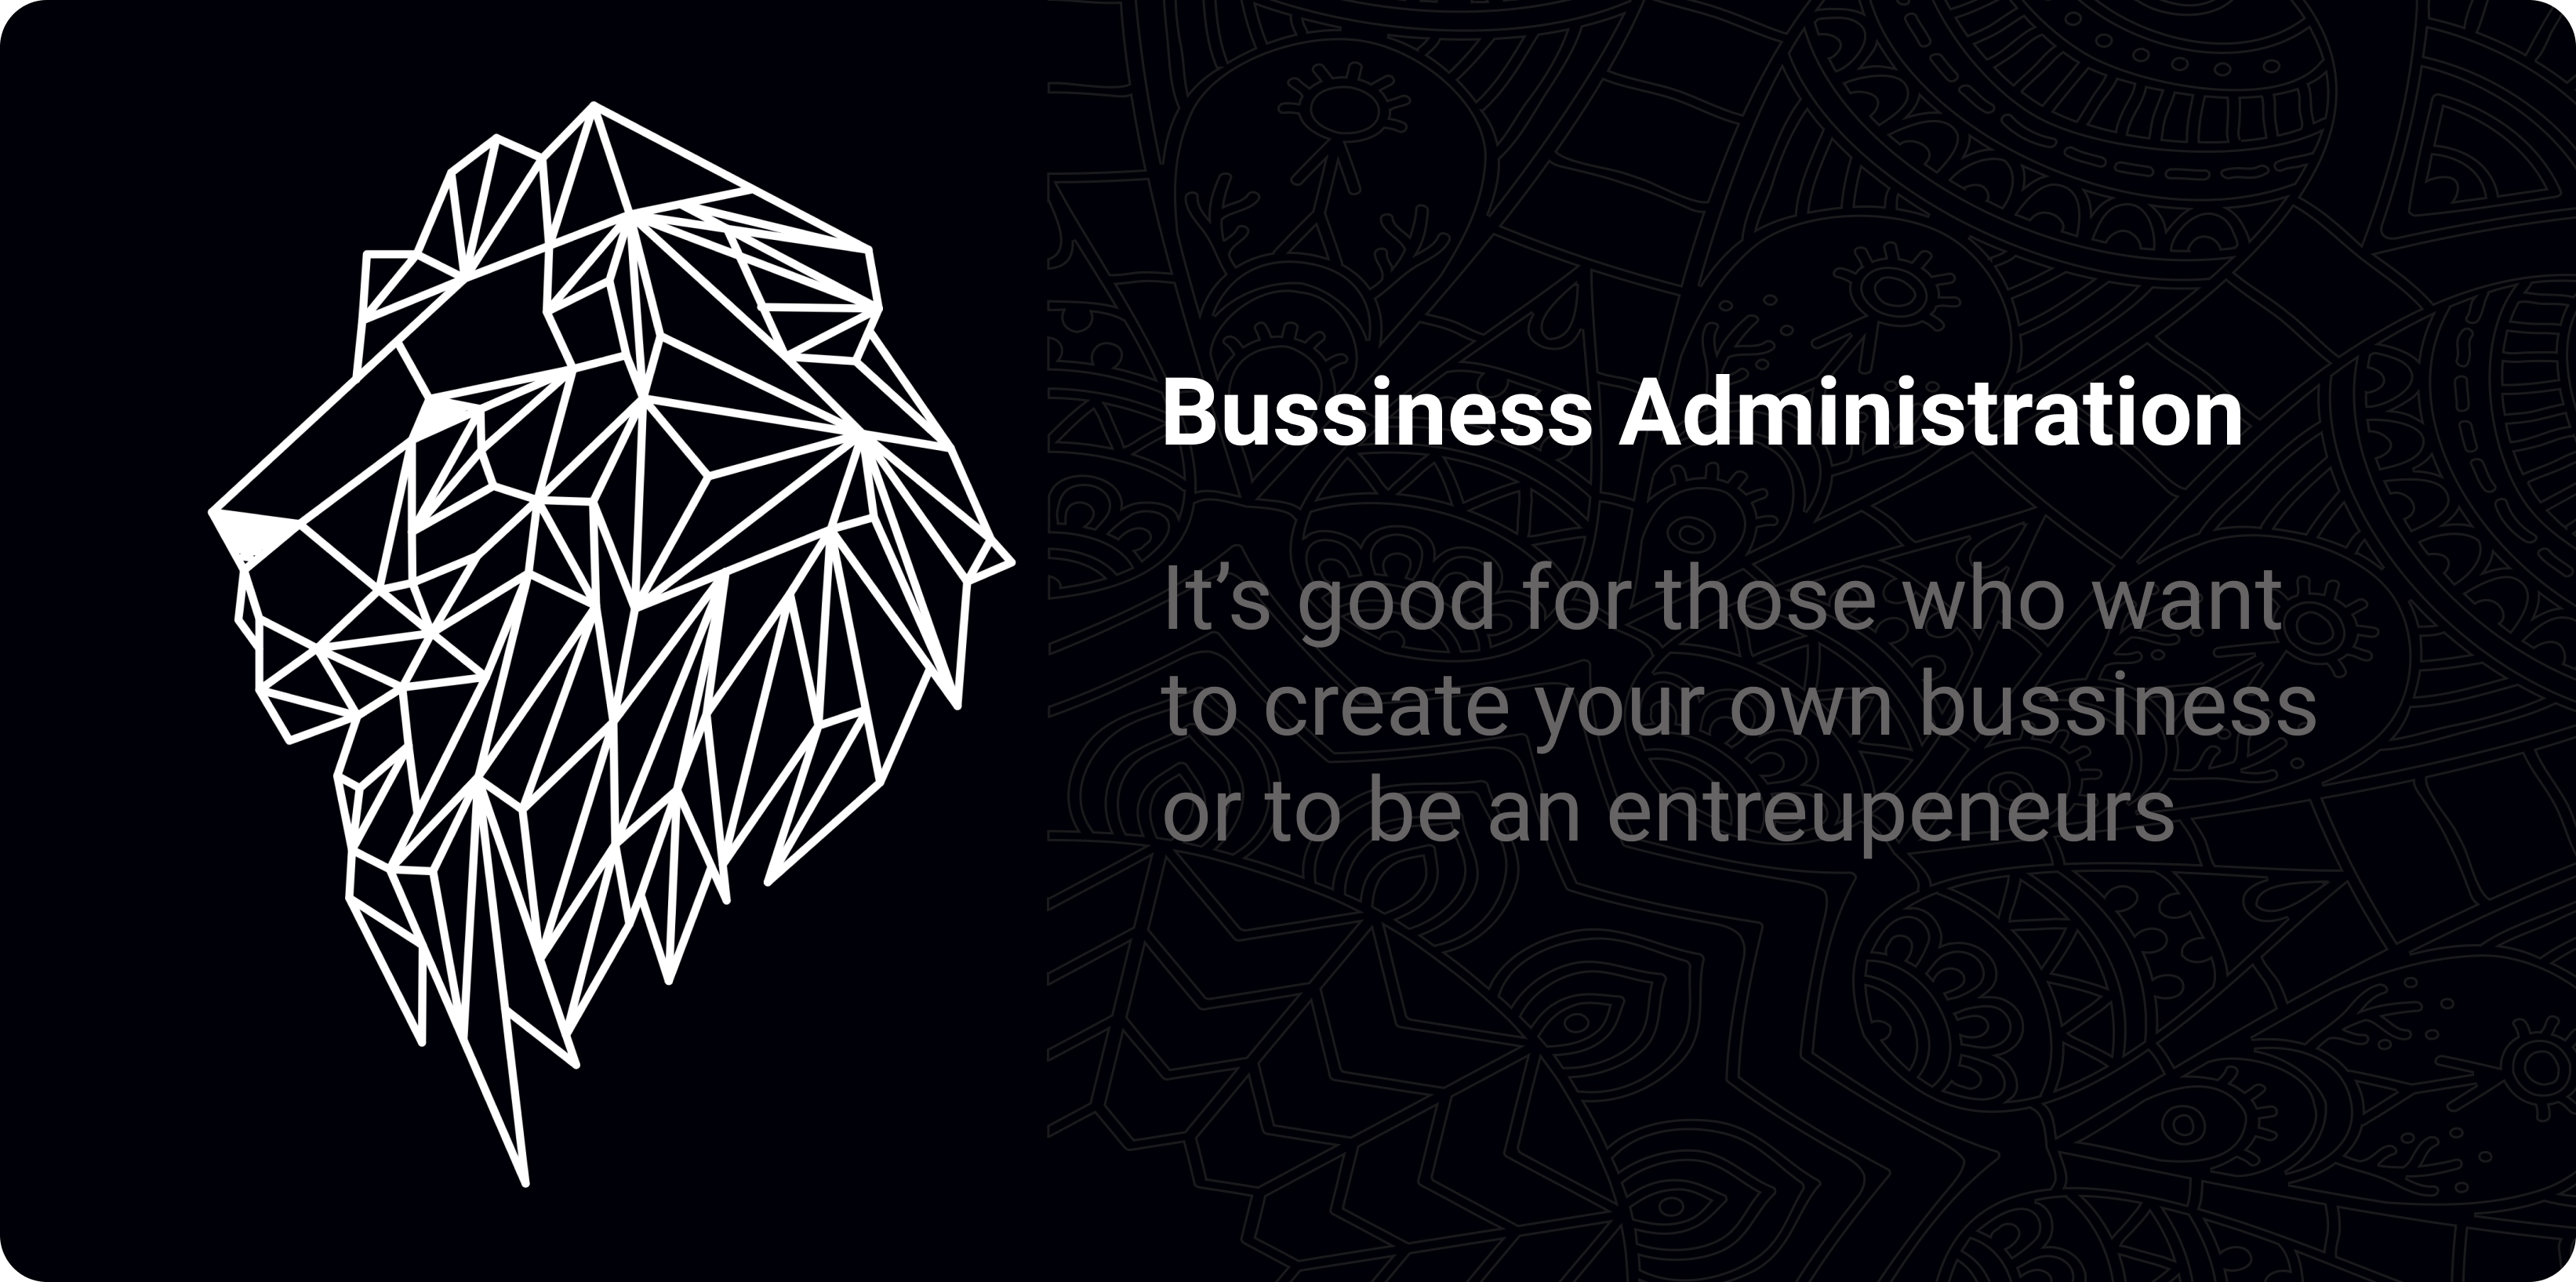 Bussiness Administration
It’s good for those who want
to create your own bussiness
or to be an entreupeneurs